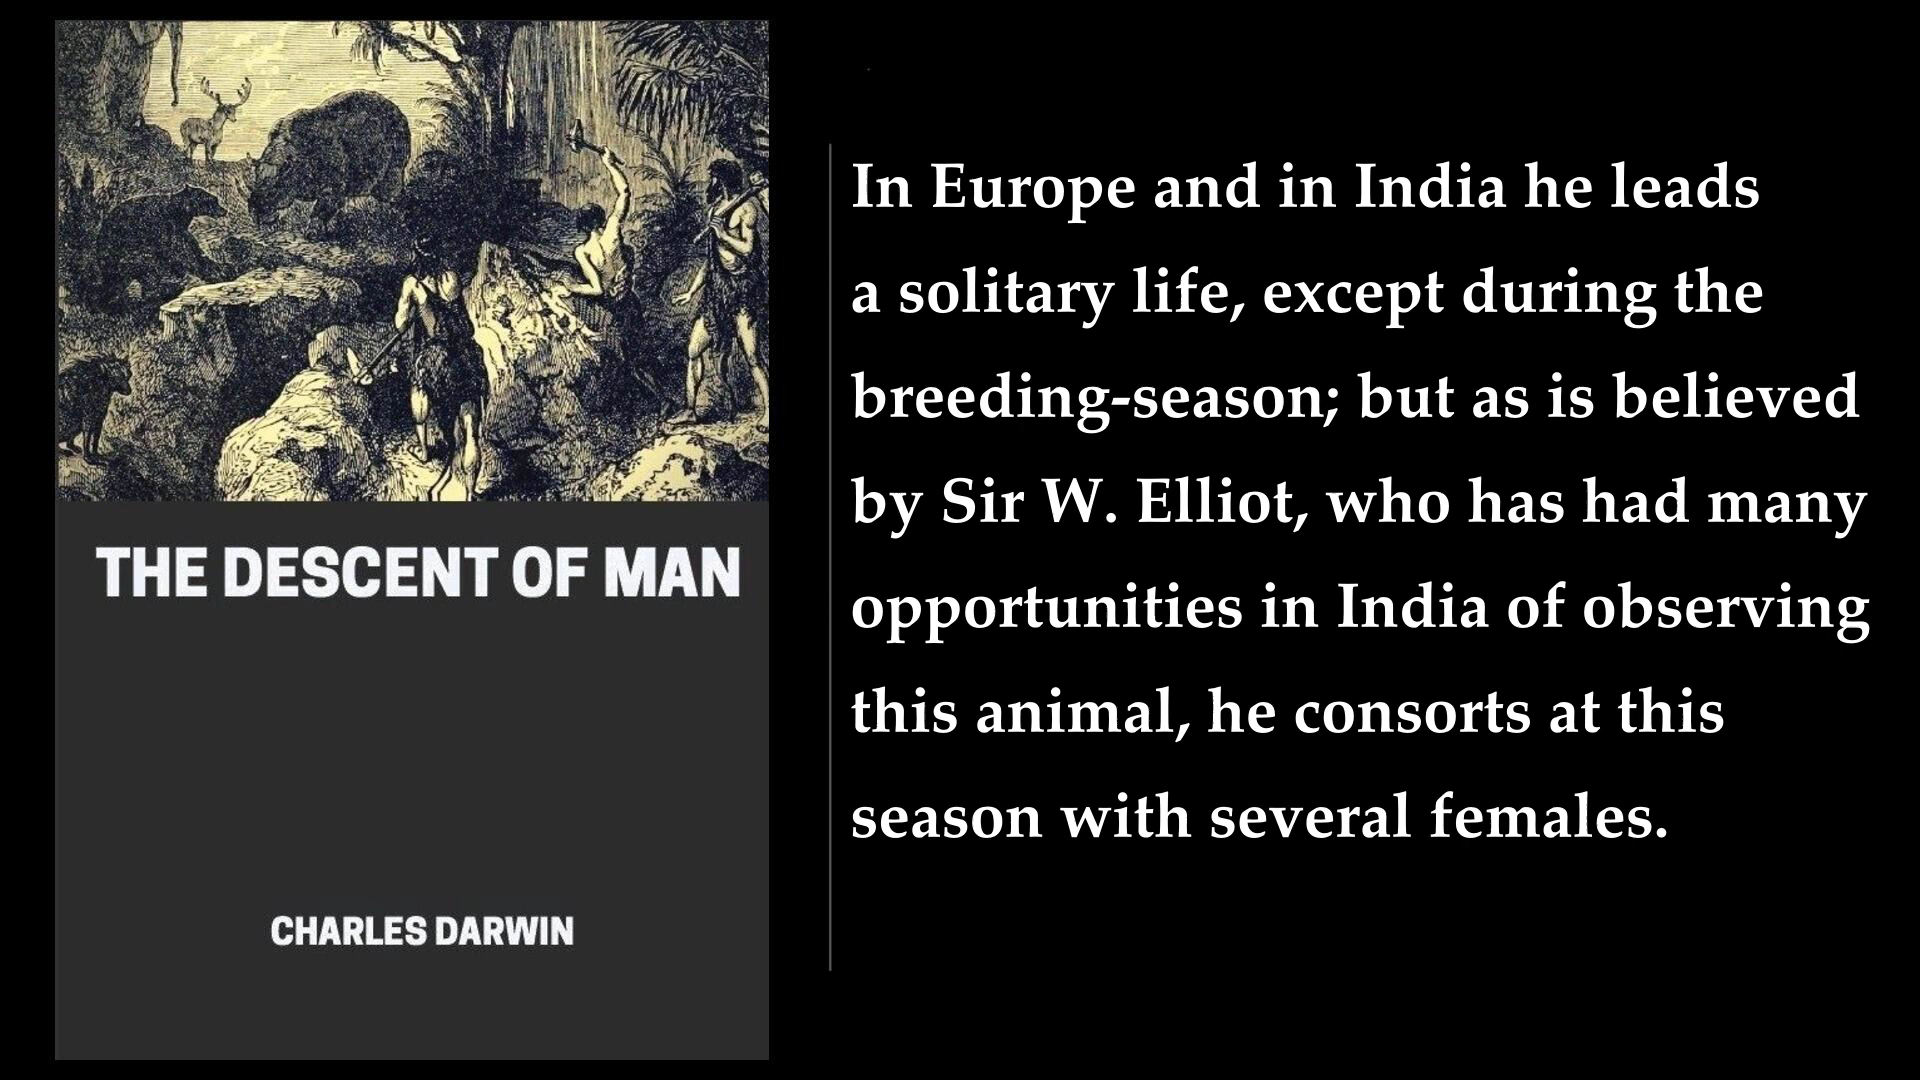 THE DESCENT OF MAN
CHARLES DARWIN
In Europe and in India he leads
a solitary life, except during the
breeding-season; but as is believed
by Sir W. Elliot, who has had many
opportunities in India of observing
this animal, he consorts at this
season with several females.